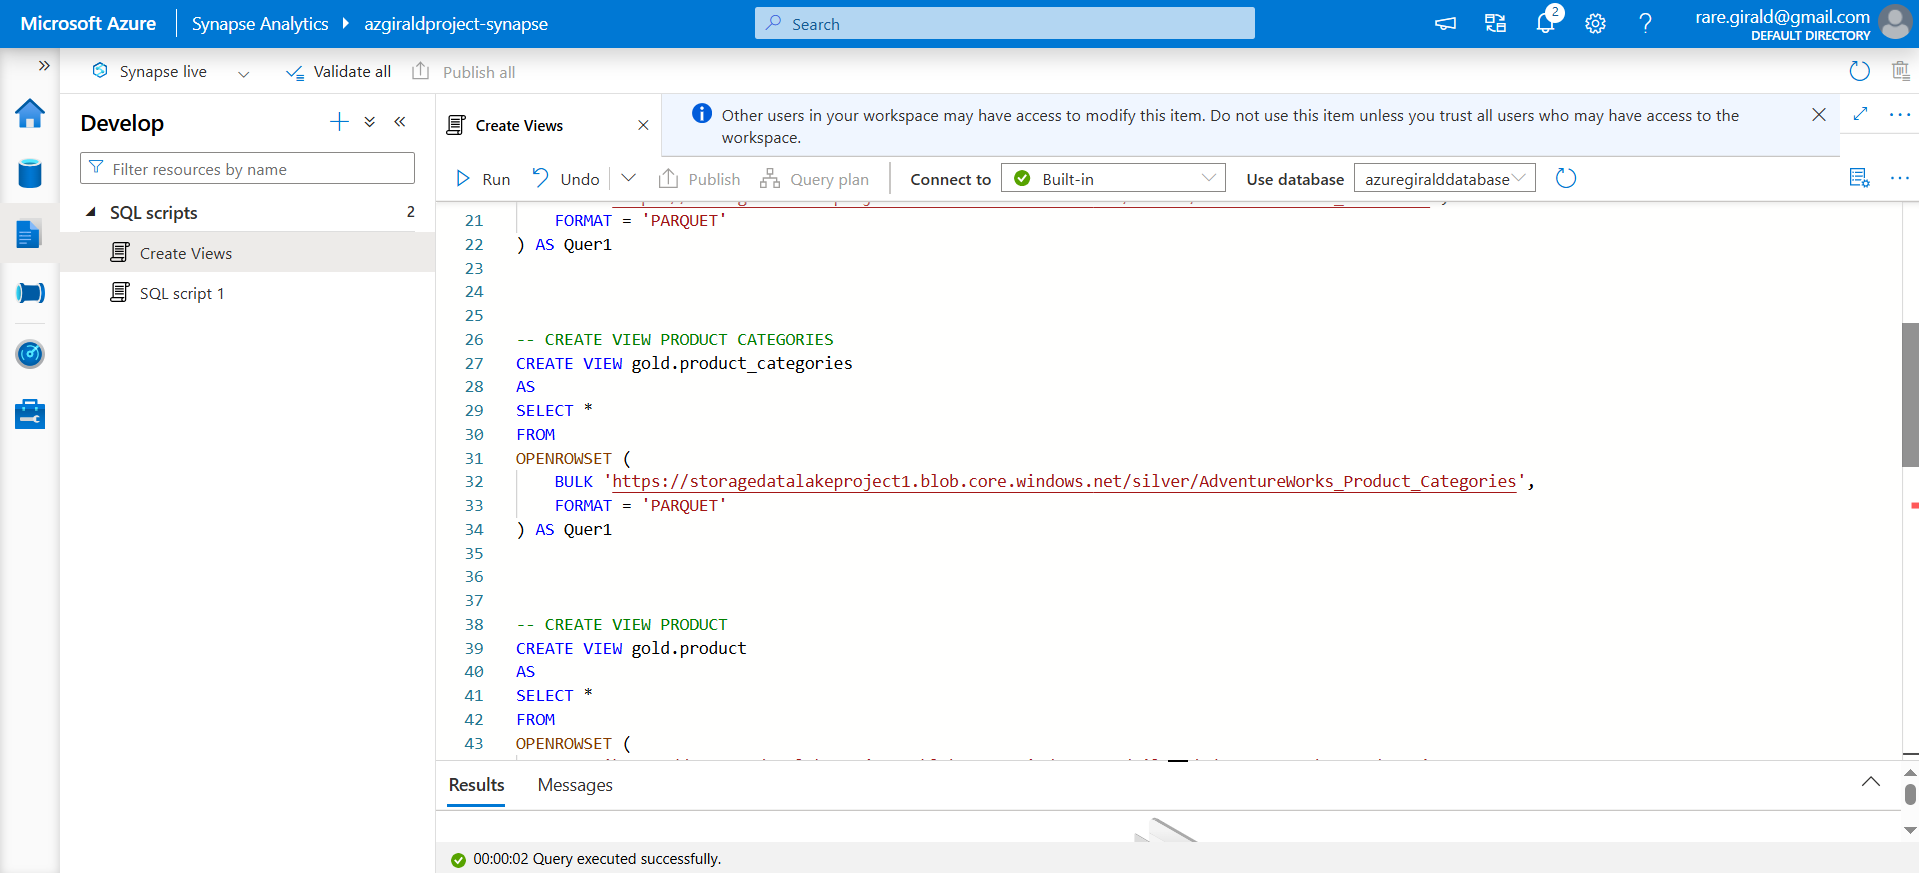 Microsoft Azure
Synapse Analytics
azgiraldproject-synapse
Search
2
rare.girald@gmail.com
DEFAULT DIRECTORY
Synapse live
Validate all
Publish all
Develop
Filter resources by name
SQL scripts
2
Create Views
SQL script 1
Create Views
Other users in your workspace may have access to modify this item. Do not use this item unless you trust all users who may have access to the
workspace.
Run
Undo
Publish
Query plan
Connect to
Built-in
Use database
azuregiralddatabase
21 FORMAT = 'PARQUET'
22 ) AS Quer1
23
24
25
26 -- CREATE VIEW PRODUCT CATEGORIES
27 CREATE VIEW gold.product_categories
28 AS
29 SELECT *
30 FROM
31 OPENROWSET (
32 BULK 'https://storagedatalakeproject1.blob.core.windows.net/silver/AdventureWorks_Product_Categories',
33 FORMAT = 'PARQUET'
34 ) AS Quer1
35
36
37
38 -- CREATE VIEW PRODUCT
39 CREATE VIEW gold.product
40 AS
41 SELECT *
42 FROM
43 OPENROWSET (
Results
Messages
00:00:02 Query executed successfully.